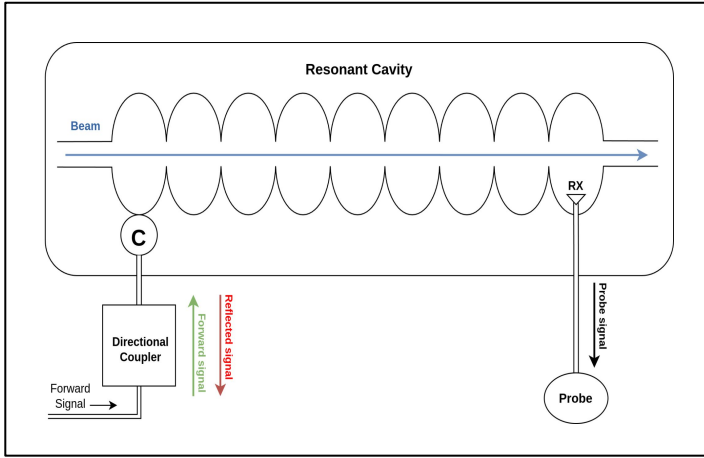 Resonant Cavity
Beam
RX
C
Directional
Coupler
Forward signal
Reflected signal
Probe signal
Forward
Signal
Probe